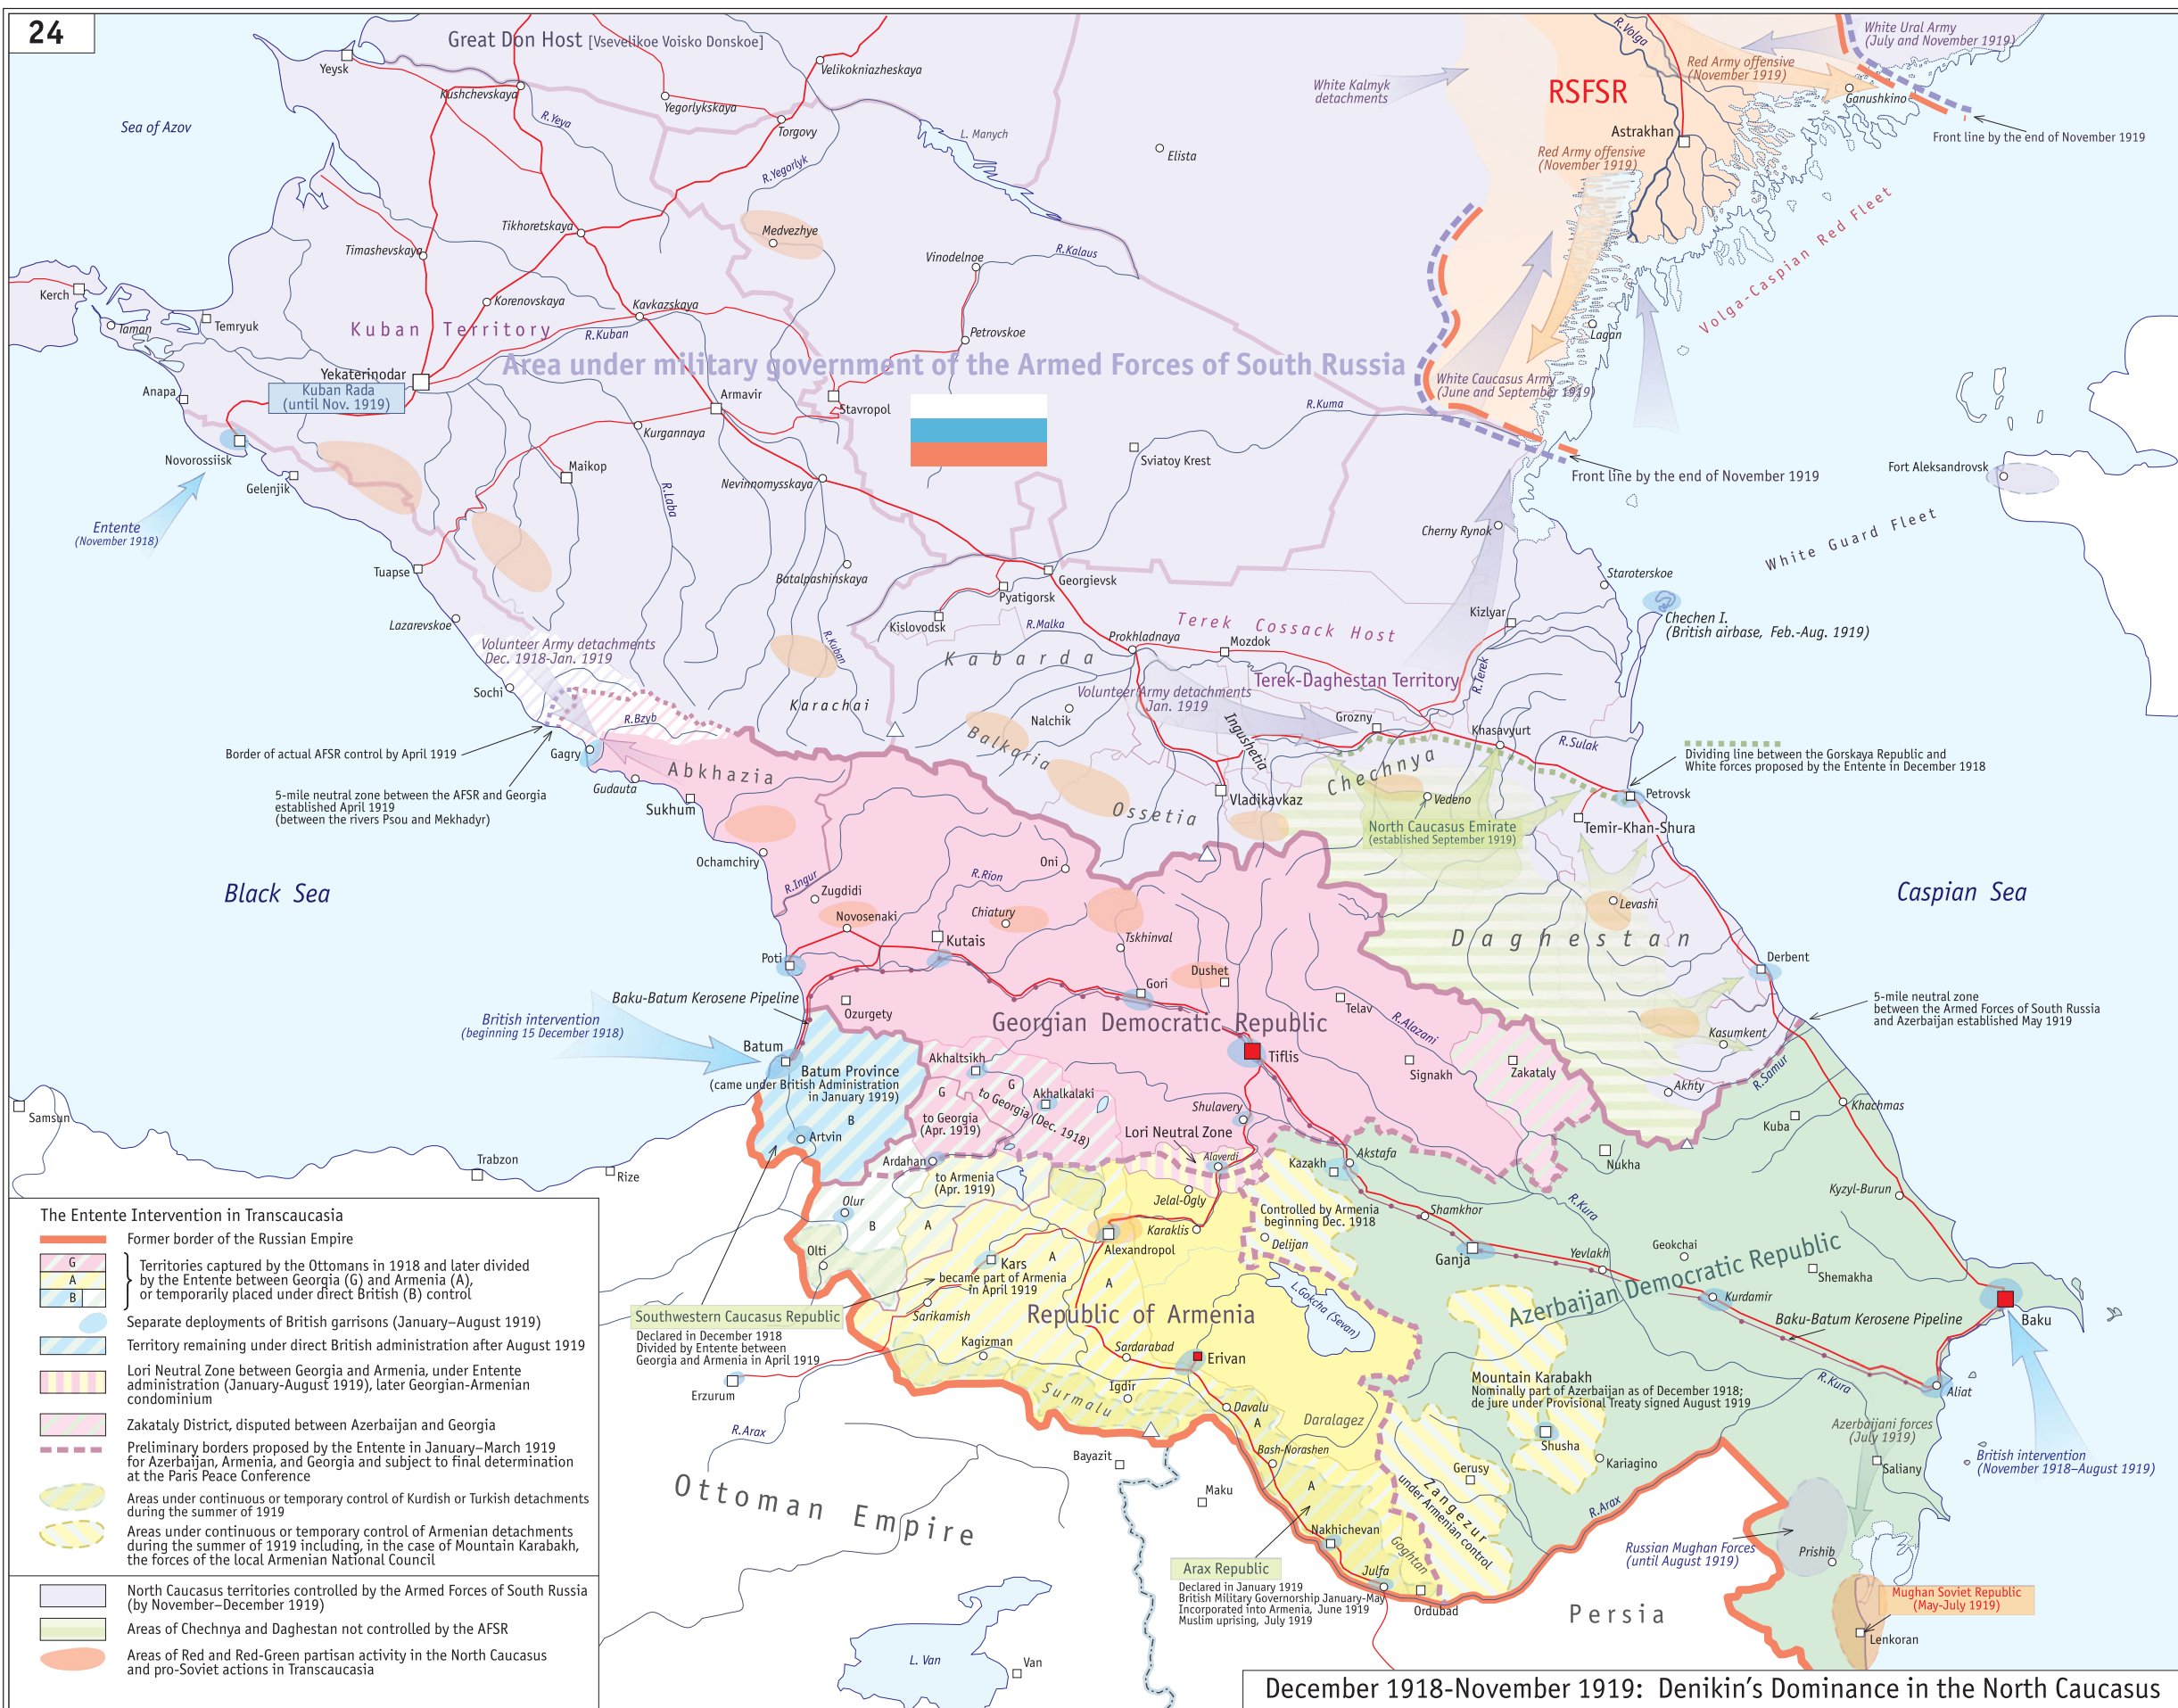 24
Great Don Host [Vsevelikoe Voisko Donskoe]
Yeysk
Kushchevskaya
Velikokniazheskaya
Yegorlykskaya
Torgovy
R.Yeya
R.Yegorlyk
L. Manych
Elista
Sea of Azov
White Kalmyk
detachments
RSFSR
R.Volga
Astrakhan
Red Army offensive
(November 1919)
Red Army offensive
(November 1919)
White Ural Army
(July and November 1919)
Ganushkino
Front line by the end of November 1919
Volga-Caspian Red Fleet
Tikhoretskaya
Timashevskaya
Medvezhye
Vinodelnoe
R.Kalaus
Kerch
Taman
Temryuk
Korenovskaya
Kavkazskaya
Kuban Territory
R.Kuban
Petrovskoe
Lagan
Area under military government of the Armed Forces of South Russia
Yekaterinodar
Kuban Rada
(until Nov. 1919)
Anapa
Armavir
Stavropol
White Caucasus Army
(June and September 1919)
R.Kuma
Kurgannaya
Novorossiisk
Gelenjik
Maikop
Nevinnomysskaya
R.Laba
Sviatoy Krest
Front line by the end of November 1919
Fort Aleksandrovsk
White Guard Fleet
Entente
(November 1918)
Cherny Rynok
Tuapse
Batalpashinskaya
Georgievsk
Pyatigorsk
Kislovodsk
Staroterskoe
Lazarevskoe
R.Kuban
R.Malka
Terek Cossack Host
Kizlyar
Chechen I.
(British airbase, Feb.-Aug. 1919)
Volunteer Army detachments
Dec. 1918-Jan. 1919
Kabarda
Prokhladnaya
Mozdok
Terek-Daghestan Territory
R.Terek
Sochi
Karachai
Volunteer Army detachments
Jan. 1919
R.Bzyb
Nalchik
Balkaria
Ingushetia
Grozny
Khasavyurt
R.Sulak
Border of actual AFSR control by April 1919
Gagry
Abkhazia
Chechnya
Dividing line between the Gorskaya Republic and
White forces proposed by the Entente in December 1918
5-mile neutral zone between the AFSR and Georgia
established April 1919
(between the rivers Psou and Mekhadyr)
Gudauta
Sukhum
Ossetia
Vladikavkaz
Vedeno
Petrovsk
North Caucasus Emirate
(established September 1919)
Temir-Khan-Shura
Ochamchiry
Oni
R.Ingur
Zugdidi
R.Rion
Levashi
Black Sea
Caspian Sea
Novosenaki
Chiatury
Kutais
Tskhinval
Daghestan
Poti
Dushet
Gori
Derbent
Baku-Batum Kerosene Pipeline
Ozurgety
Telav
R.Alazani
5-mile neutral zone
between the Armed Forces of South Russia
and Azerbaijan established May 1919
British intervention
(beginning 15 December 1918)
Georgian Democratic Republic
Kasumkent
Batum
Batum Province
(came under British Administration
in January 1919)
Akhaltsikh
Tiflis
Signakh
Zakataly
R.Samur
Akhty
G
G
to Georgia (Dec. 1918)
Akhalkalaki
to Georgia
(Apr. 1919)
Shulavery
Khachmas
Kuba
Samsun
B
Artvin
Lori Neutral Zone
Trabzon
Rize
Ardahan
Alaverdi
Kazakh
Akstafa
Nukha
Kyzyl-Burun
to Armenia
(Apr. 1919)
Jelal-Ogly
Olur
B
A
Karaklis
Controlled by Armenia
beginning Dec. 1918
Shamkhor
R.Kura
Olti
Alexandropol
Delijan
Ganja
Yevlakh
Geokchai
Shemakha
Kars
A
became part of Armenia
in April 1919
A
L.Gokcha (Sevan)
Azerbaijan Democratic Republic
Kurdamir
Baku
Sarikamish
Republic of Armenia
Baku-Batum Kerosene Pipeline
Southwestern Caucasus Republic
Declared in December 1918
Divided by Entente between
Georgia and Armenia in April 1919
Kagizman
Sardarabad
Erivan
Erzurum
Igdir
Surmalu
Davalu
Mountain Karabakh
Nominally part of Azerbaijan as of December 1918;
de jure under Provisional Treaty signed August 1919
R.Kura
Aliat
R.Arax
A
Daralagez
Azerbaijani forces
(July 1919)
Shusha
Bayazit
Bash-Norashen
Kariagino
Saliany
British intervention
(November 1918–August 1919)
Ottoman Empire
Maku
Gerusy
A
Zangezur
under Armenian control
R.Arax
Nakhichevan
Goghtan
Russian Mughan Forces
(until August 1919)
Prishib
Arax Republic
Declared in January 1919
British Military Governorship January-May
Incorporated into Armenia, June 1919
Muslim uprising, July 1919
Julfa
Ordubad
Persia
Mughan Soviet Republic
(May-July 1919)
Lenkoran
L. Van
Van
The Entente Intervention in Transcaucasia
Former border of the Russian Empire
G
A
B
Territories captured by the Ottomans in 1918 and later divided
by the Entente between Georgia (G) and Armenia (A),
or temporarily placed under direct British (B) control
Separate deployments of British garrisons (January–August 1919)
Territory remaining under direct British administration after August 1919
Lori Neutral Zone between Georgia and Armenia, under Entente
administration (January-August 1919), later Georgian-Armenian
condominium
Zakataly District, disputed between Azerbaijan and Georgia
Preliminary borders proposed by the Entente in January–March 1919
for Azerbaijan, Armenia, and Georgia and subject to final determination
at the Paris Peace Conference
Areas under continuous or temporary control of Kurdish or Turkish detachments
during the summer of 1919
Areas under continuous or temporary control of Armenian detachments
during the summer of 1919 including, in the case of Mountain Karabakh,
the forces of the local Armenian National Council
North Caucasus territories controlled by the Armed Forces of South Russia
(by November–December 1919)
Areas of Chechnya and Daghestan not controlled by the AFSR
Areas of Red and Red-Green partisan activity in the North Caucasus
and pro-Soviet actions in Transcaucasia
December 1918-November 1919: Denikin's Dominance in the North Caucasus